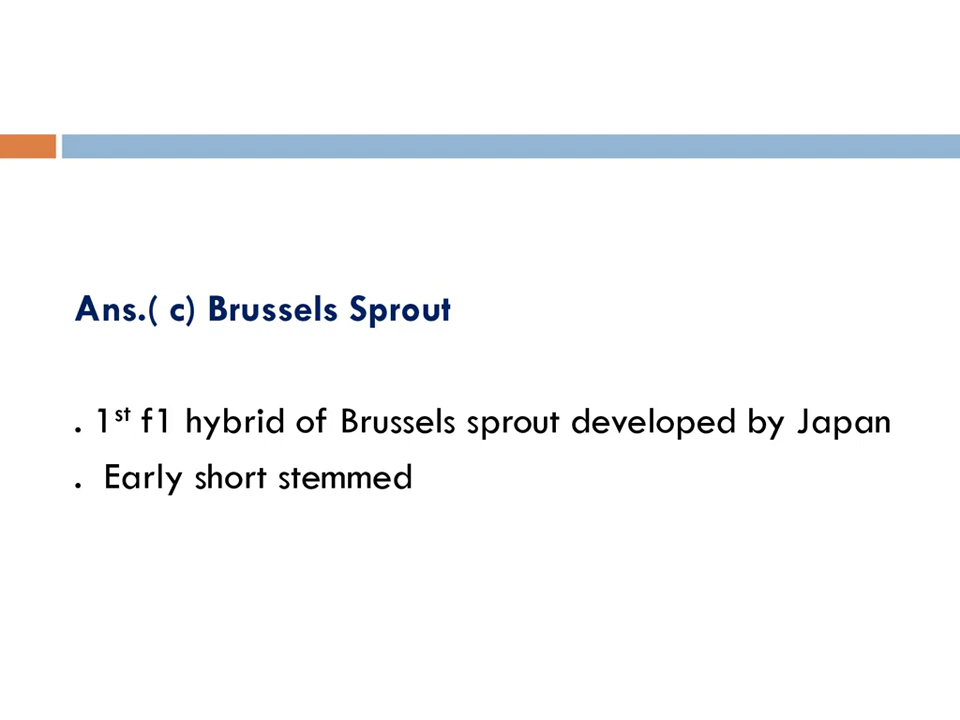 Ans.( c) Brussels Sprout
. 1st f1 hybrid of Brussels sprout developed by Japan
. Early short stemmed